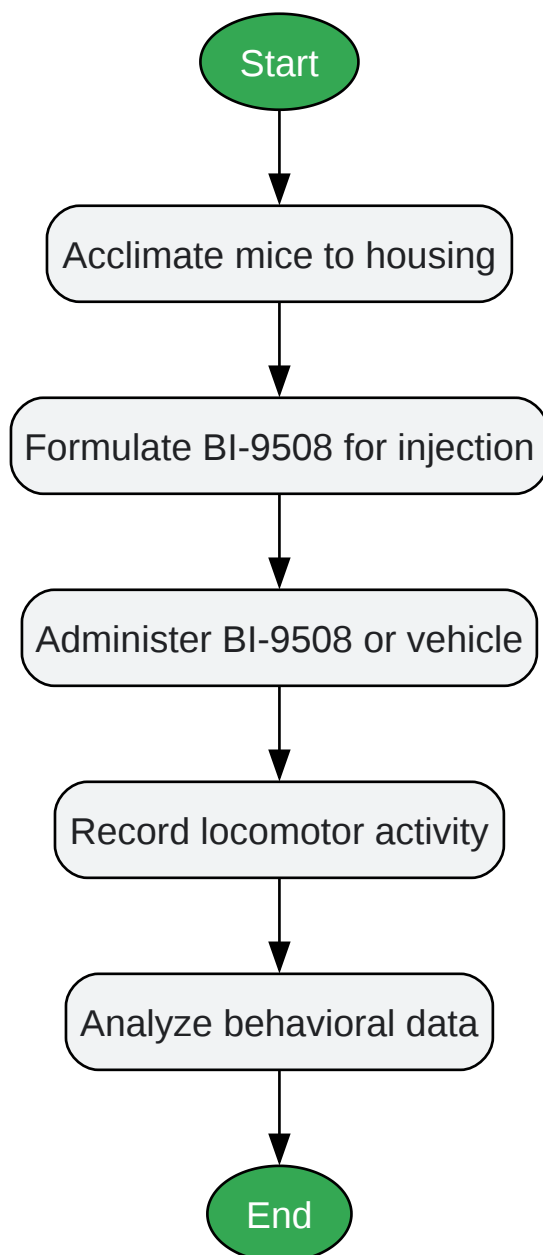 Start
Acclimate mice to housing
Formulate BI-9508 for injection
Administer BI-9508 or vehicle
Record locomotor activity
Analyze behavioral data
End